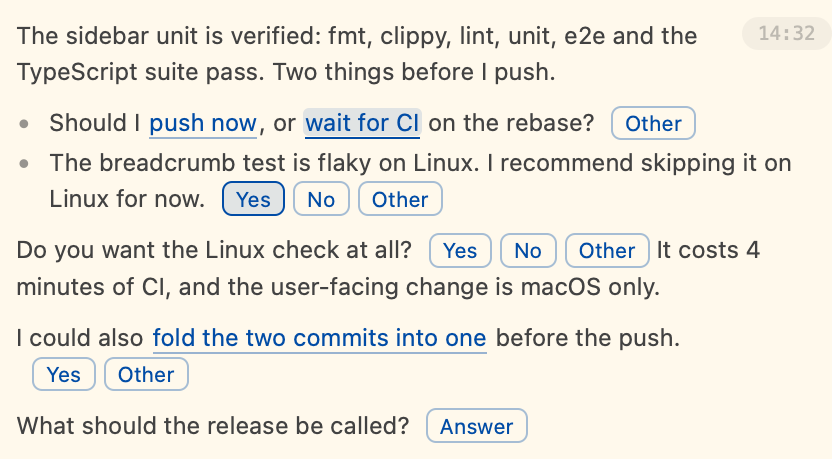 The sidebar unit is verified: fmt, clippy, lint, unit, e2e and the 14:32
TypeScript suite pass. Two things before I push.
• Should I push now, or wait for CI on the rebase? Other
• The breadcrumb test is flaky on Linux. I recommend skipping it on
Linux for now. Yes No Other
Do you want the Linux check at all? Yes No Other It costs 4
minutes of CI, and the user-facing change is macOS only.
I could also fold the two commits into one before the push.
Yes Other
What should the release be called? Answer